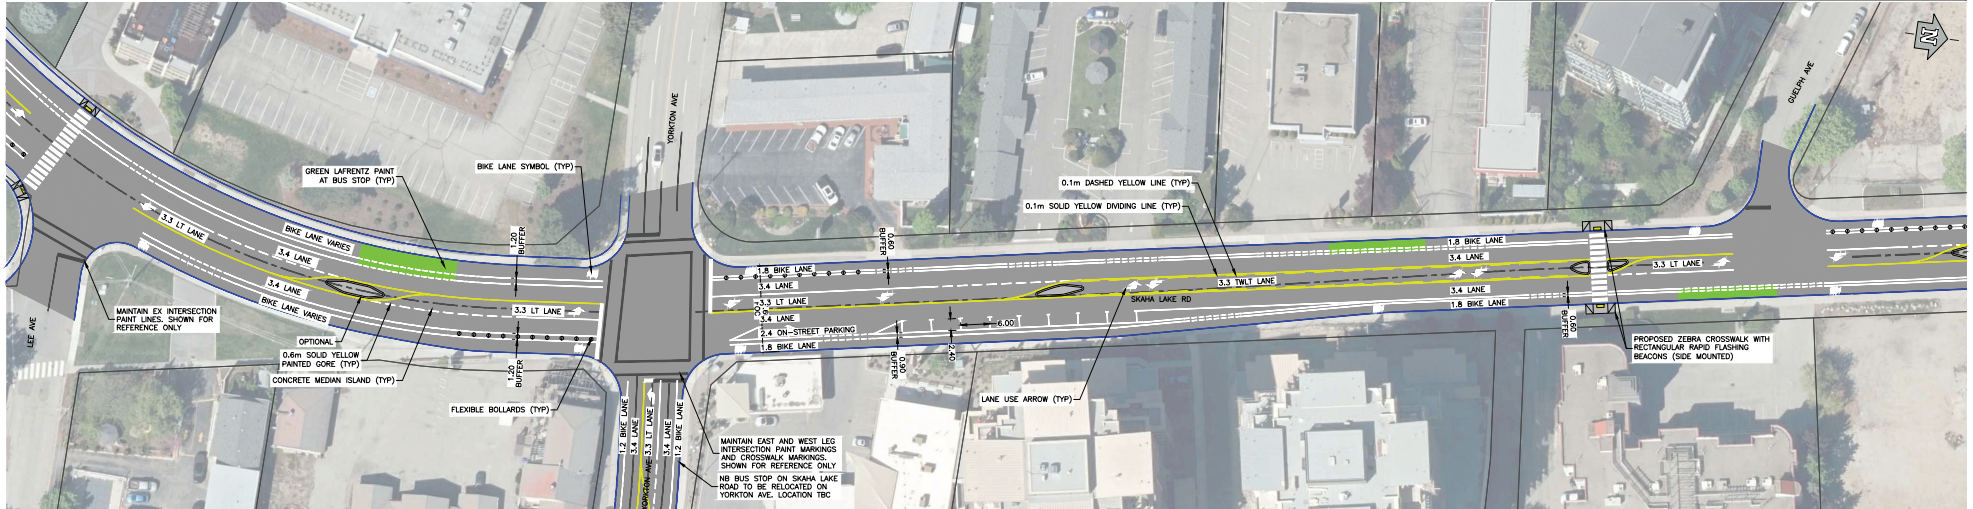 N
GUELPH AVE
YORKTON AVE
BIKE LANE SYMBOL (TYP)
GREEN LAFRENTZ PAINT
AT BUS STOP (TYP)
0.1m DASHED YELLOW LINE (TYP)
0.1m SOLID YELLOW DIVIDING LINE (TYP)
3.3 LT LANE
BIKE LANE VARIES
3.4 LANE
1.20
BUFFER
0.60
BUFFER
1.8 BIKE LANE
3.4 LANE
3.3 LT LANE
1.8 BIKE LANE
3.4 LANE
3.3 TWLT LANE
3.3 LT LANE
SKAHA LAKE RD
3.4 LANE
BIKE LANE VARIES
3.3 LT LANE
3.4 LANE
2.4 ON-STREET PARKING
1.8 BIKE LANE
6.00
2.40
0.90
BUFFER
3.4 LANE
1.8 BIKE LANE
0.60
BUFFER
LEE AVE
MAINTAIN EX INTERSECTION
PAINT LINES. SHOWN FOR
REFERENCE ONLY
OPTIONAL
0.6m SOLID YELLOW
PAINTED GORE (TYP)
CONCRETE MEDIAN ISLAND (TYP)
1.20
BUFFER
FLEXIBLE BOLLARDS (TYP)
LANE USE ARROW (TYP)
PROPOSED ZEBRA CROSSWALK WITH
RECTANGULAR RAPID FLASHING
BEACONS (SIDE MOUNTED)
1.2 BIKE LANE
3.4 LANE
3.3 LT LANE
3.4 LANE
1.2 BIKE LANE
YORKTON AVE
MAINTAIN EAST AND WEST LEG
INTERSECTION PAINT MARKINGS
AND CROSSWALK MARKINGS.
SHOWN FOR REFERENCE ONLY
NB BUS STOP ON SKAHA LAKE
ROAD TO BE RELOCATED ON
YORKTON AVE. LOCATION TBC